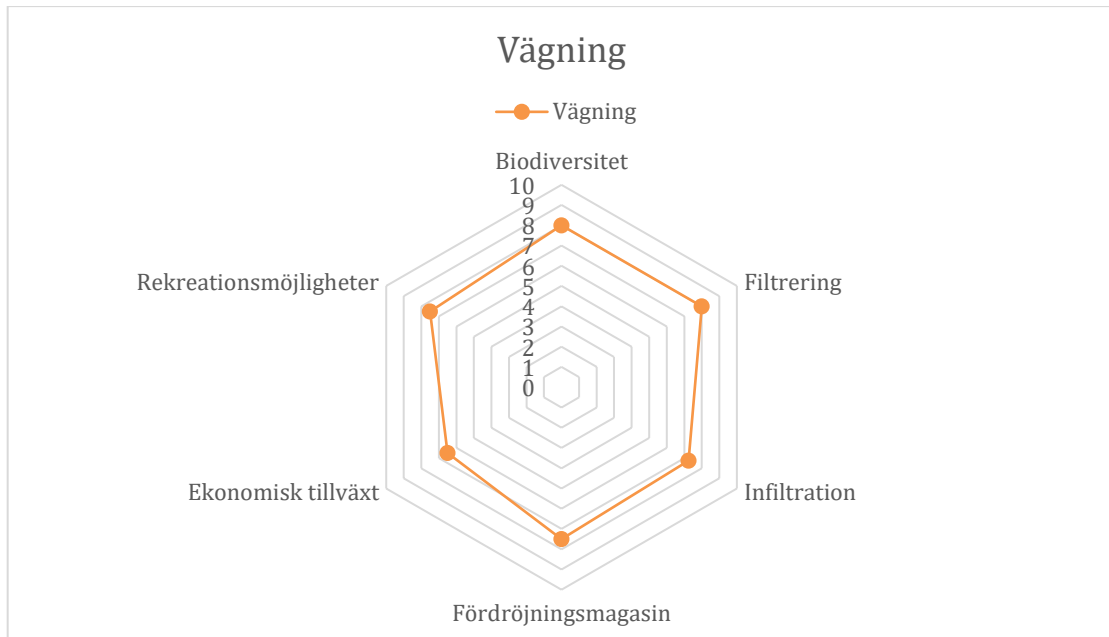 Vägning
Vägning
Biodiversitet
10
9
8
7
6
5
4
3
2
1
0
Rekreationsmöjligheter
Filtrering
Ekonomisk tillväxt
Infiltration
Fördröjningsmagasin